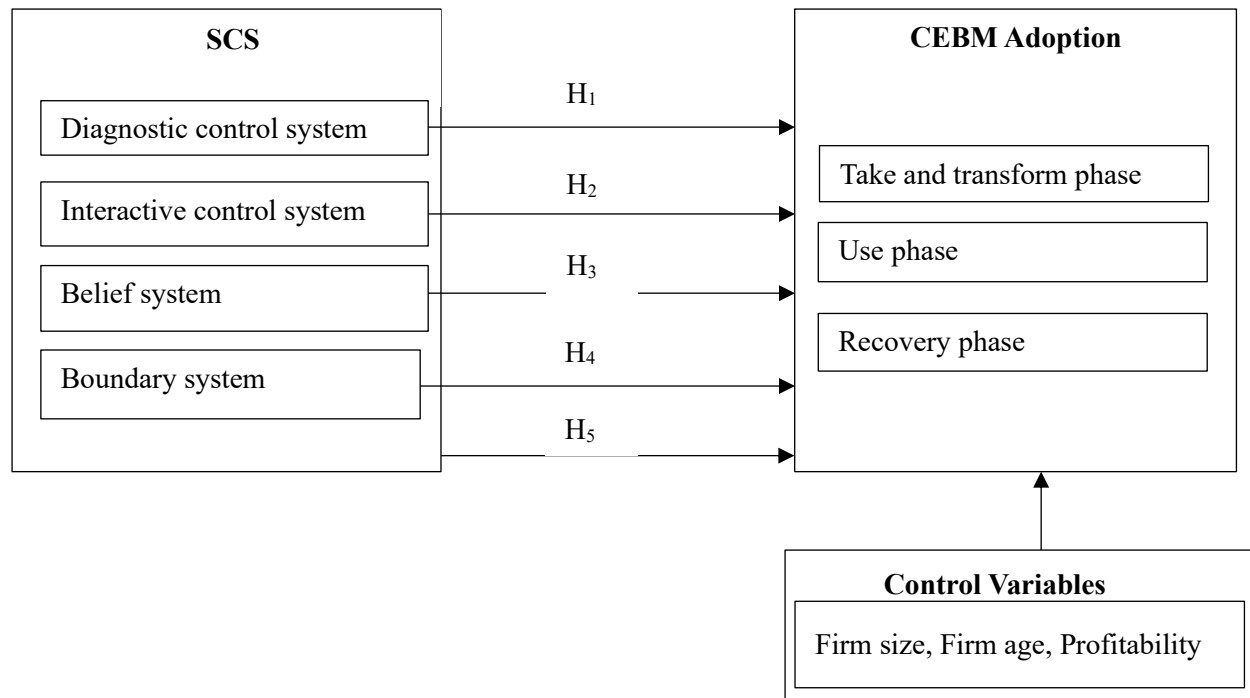 SCS
Diagnostic control system
Interactive control system
Belief system
Boundary system
H₁
H₂
H₃
H₄
H₅
CEBM Adoption
Take and transform phase
Use phase
Recovery phase
Control Variables
Firm size, Firm age, Profitability